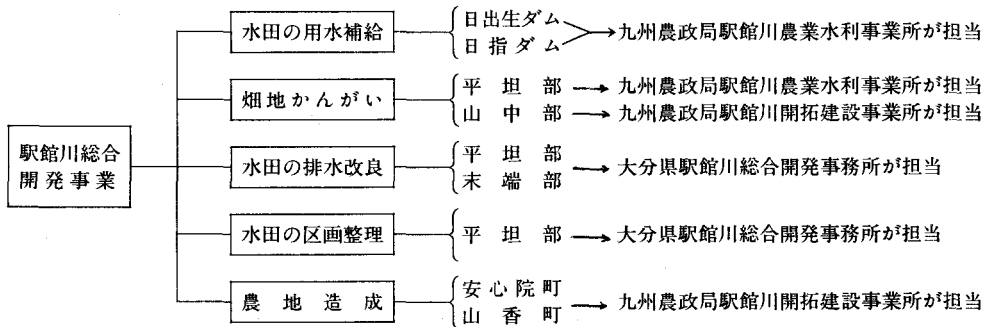 駅館川総合
開発事業
水田の用水補給
日出生ダム
日指ダム
九州農政局駅館川農業水利事業所が担当
畑地かんがい
平坦部
九州農政局駅館川農業水利事業所が担当
山中部
九州農政局駅館川開拓建設事業所が担当
水田の排水改良
平坦部
末端部
大分県駅館川総合開発事務所が担当
水田の区画整理
平坦部
大分県駅館川総合開発事務所が担当
農地造成
安心院町
山香町
九州農政局駅館川開拓建設事業所が担当